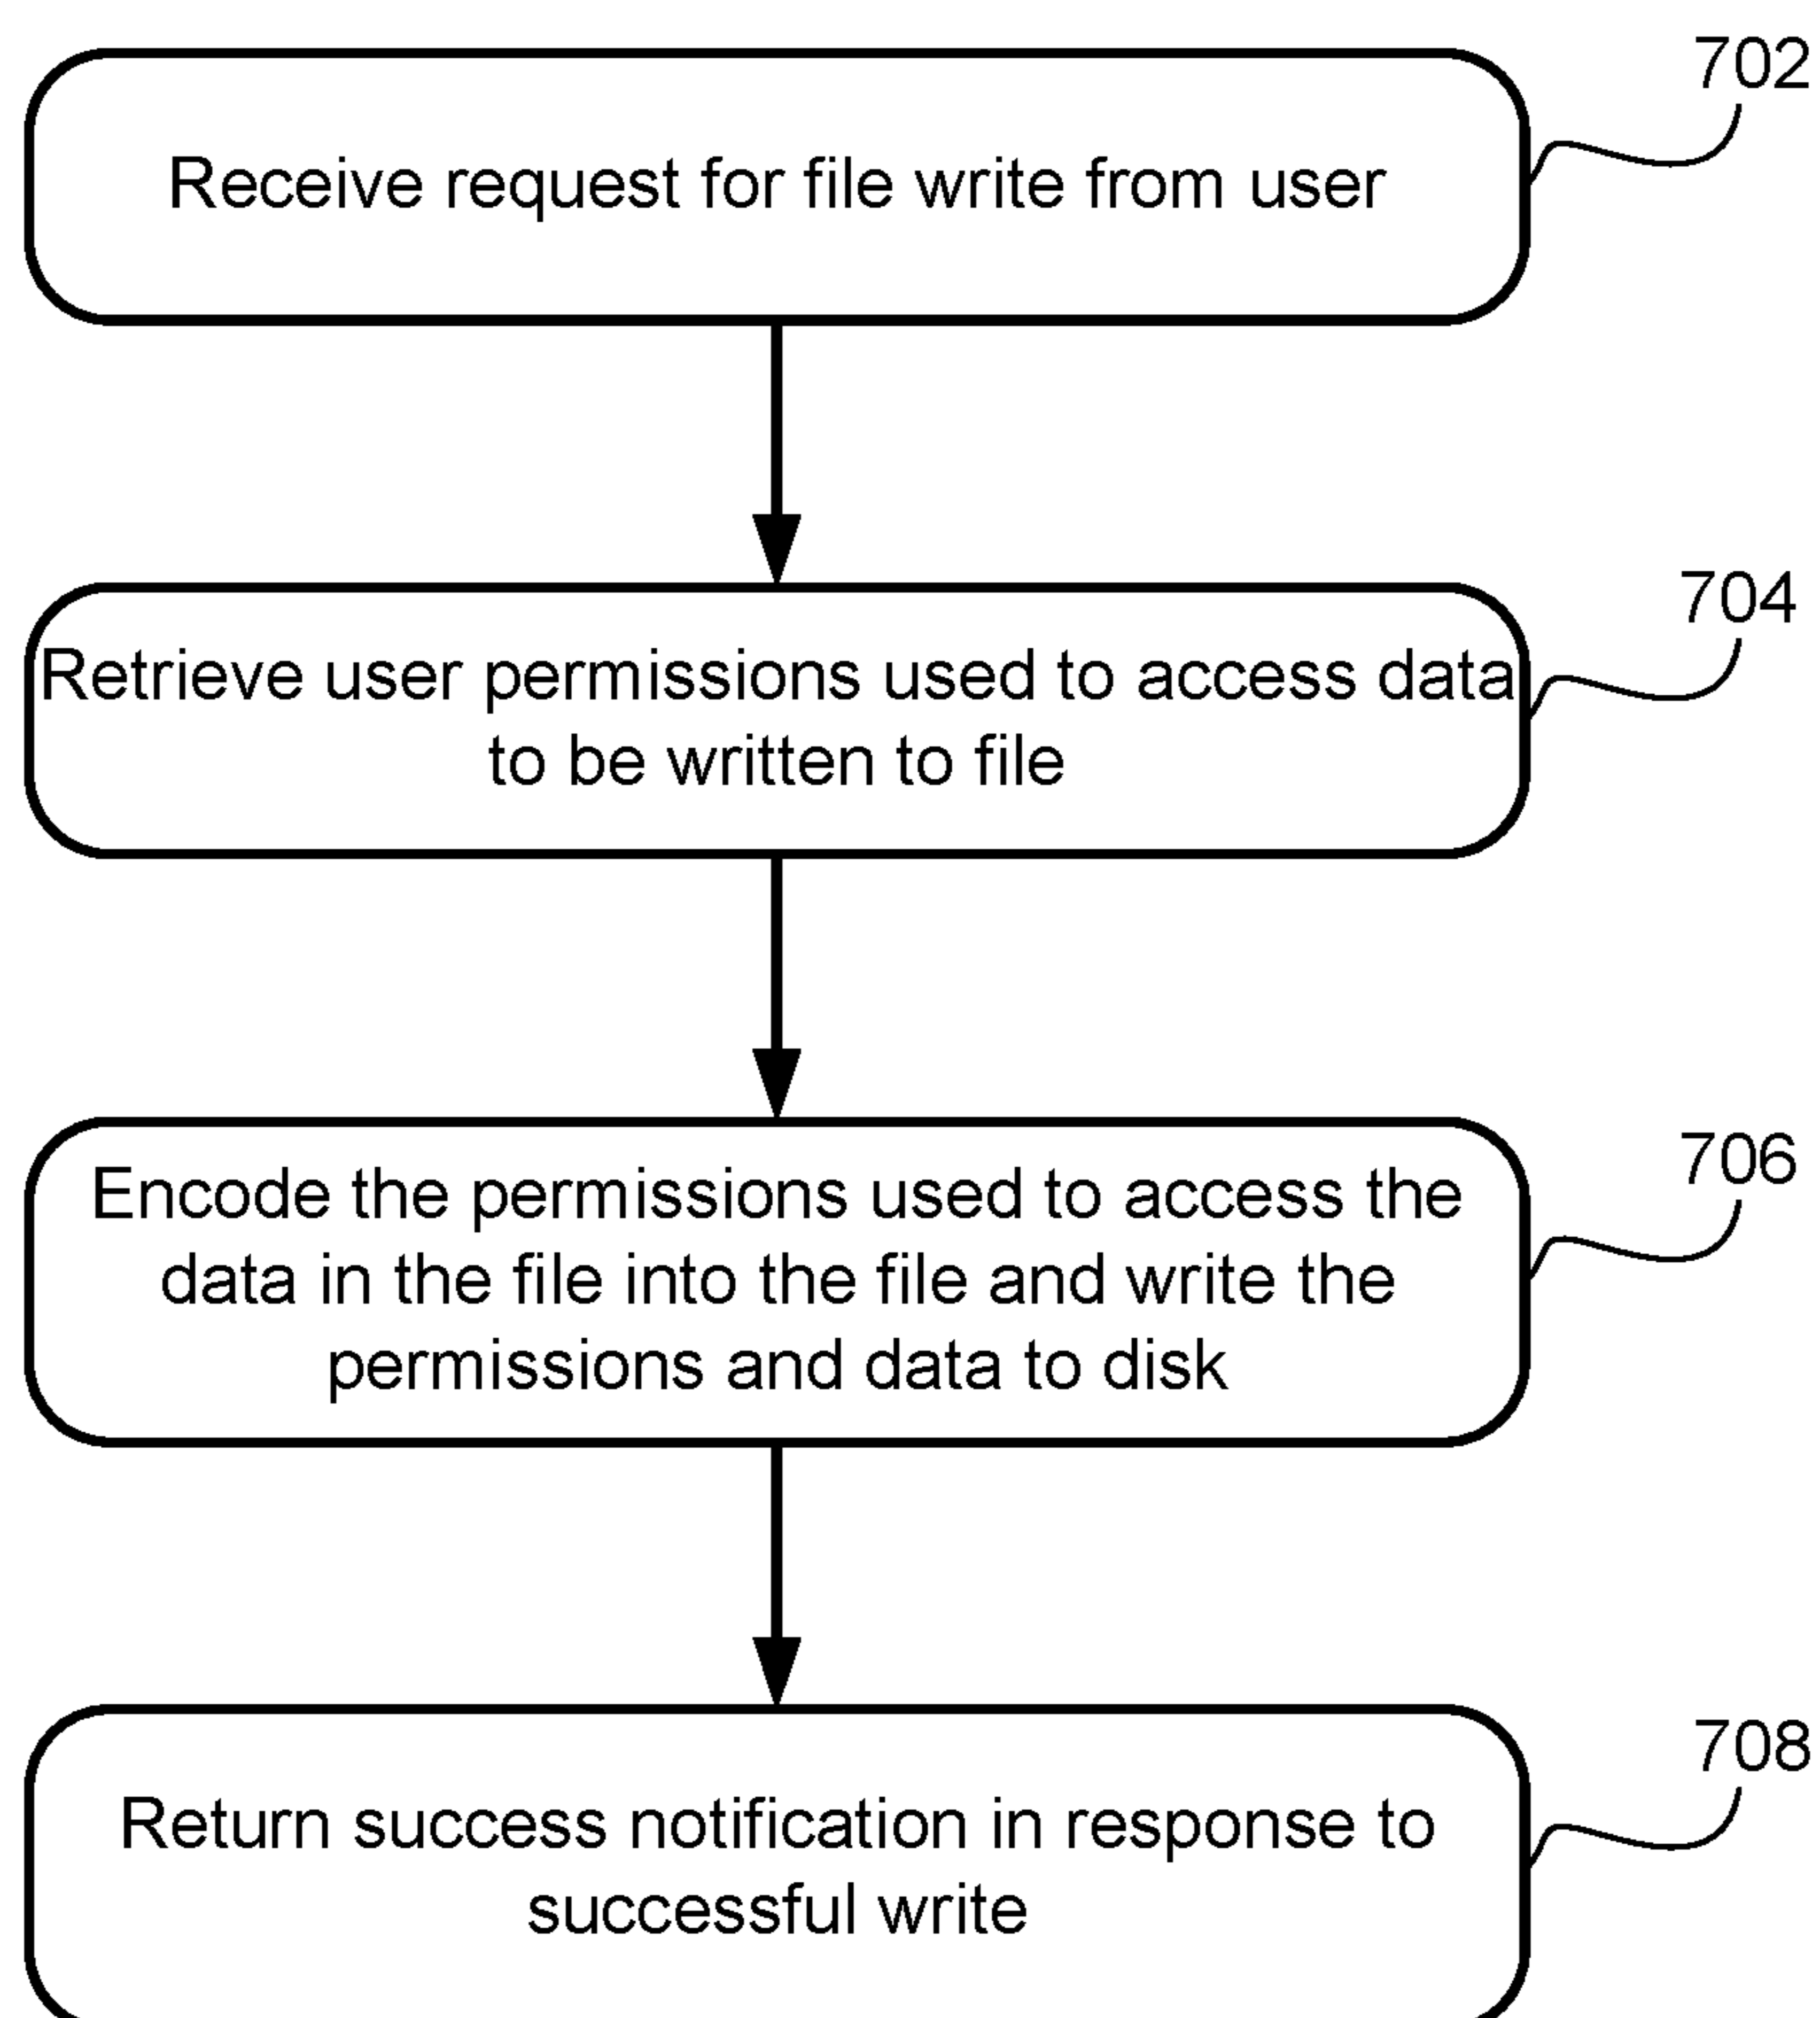 702
Receive request for file write from user
704
Retrieve user permissions used to access data
to be written to file
706
Encode the permissions used to access the
data in the file into the file and write the
permissions and data to disk
708
Return success notification in response to
successful write